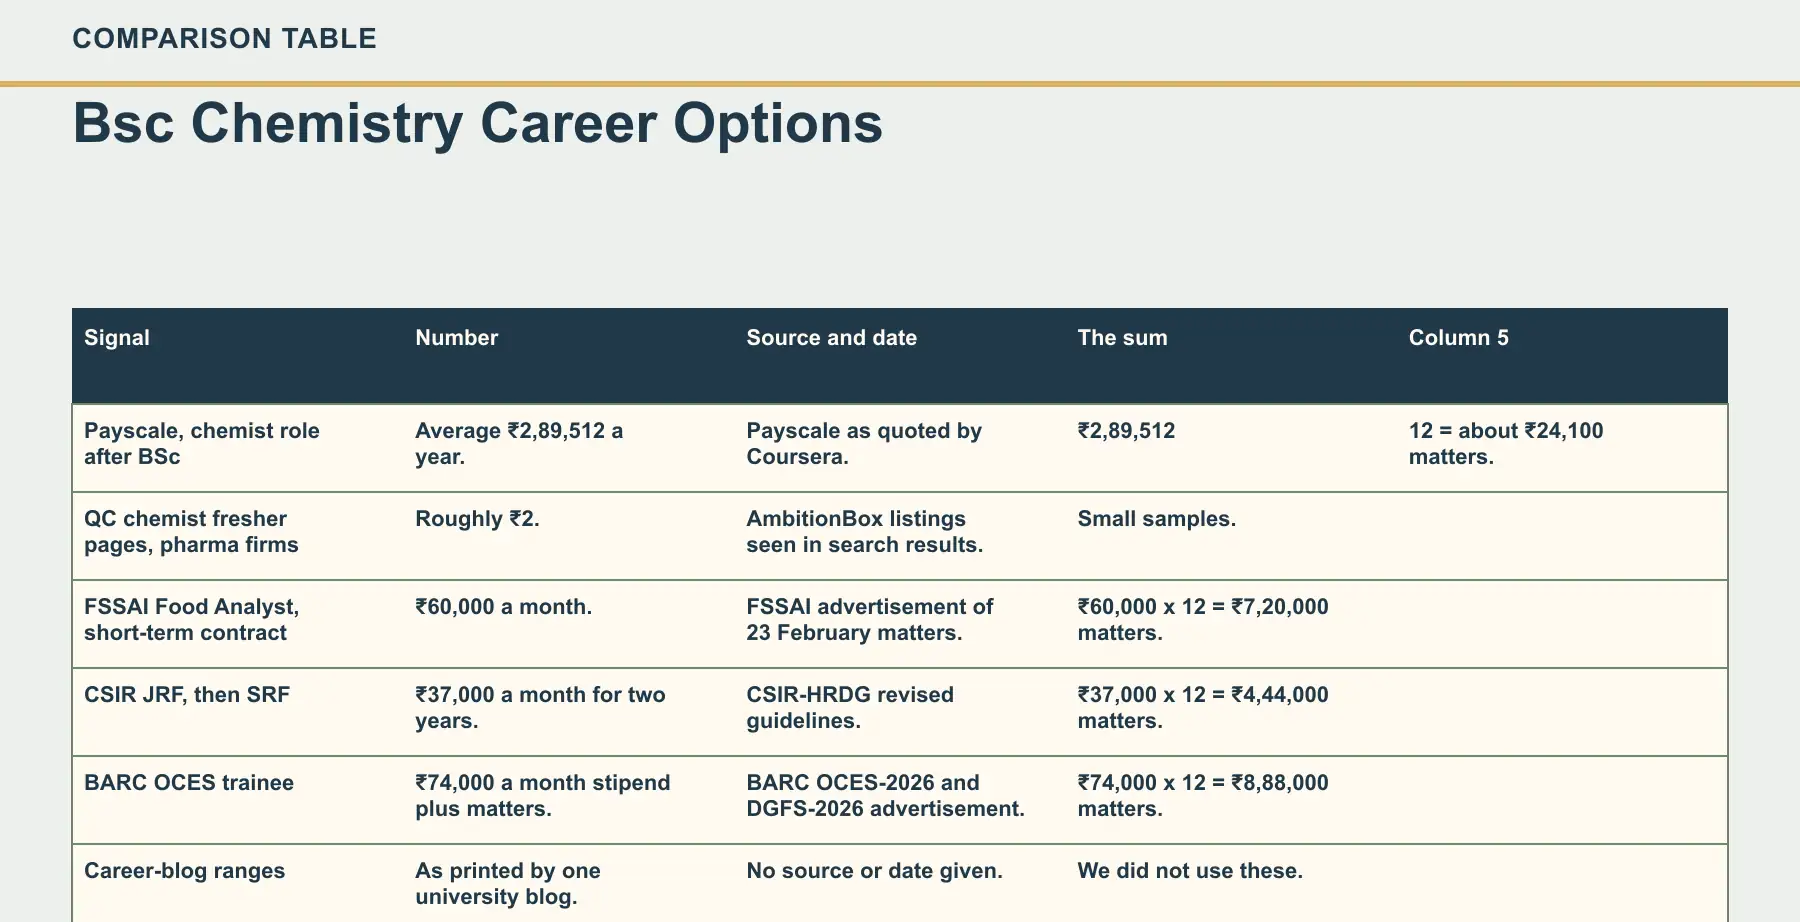 COMPARISON TABLE
Bsc Chemistry Career Options
Signal
Number
Source and date
The sum
Column 5
Payscale, chemist role
after BSc
Average ₹2,89,512 a
year.
Payscale as quoted by
Coursera.
₹2,89,512
12 = about ₹24,100
matters.
QC chemist fresher
pages, pharma firms
Roughly ₹2.
AmbitionBox listings
seen in search results.
Small samples.
FSSAI Food Analyst,
short-term contract
₹60,000 a month.
FSSAI advertisement of
23 February matters.
₹60,000 x 12 = ₹7,20,000
matters.
CSIR JRF, then SRF
₹37,000 a month for two
years.
CSIR-HRDG revised
guidelines.
₹37,000 x 12 = ₹4,44,000
matters.
BARC OCES trainee
₹74,000 a month stipend
plus matters.
BARC OCES-2026 and
DGFS-2026 advertisement.
₹74,000 x 12 = ₹8,88,000
matters.
Career-blog ranges
As printed by one
university blog.
No source or date given.
We did not use these.